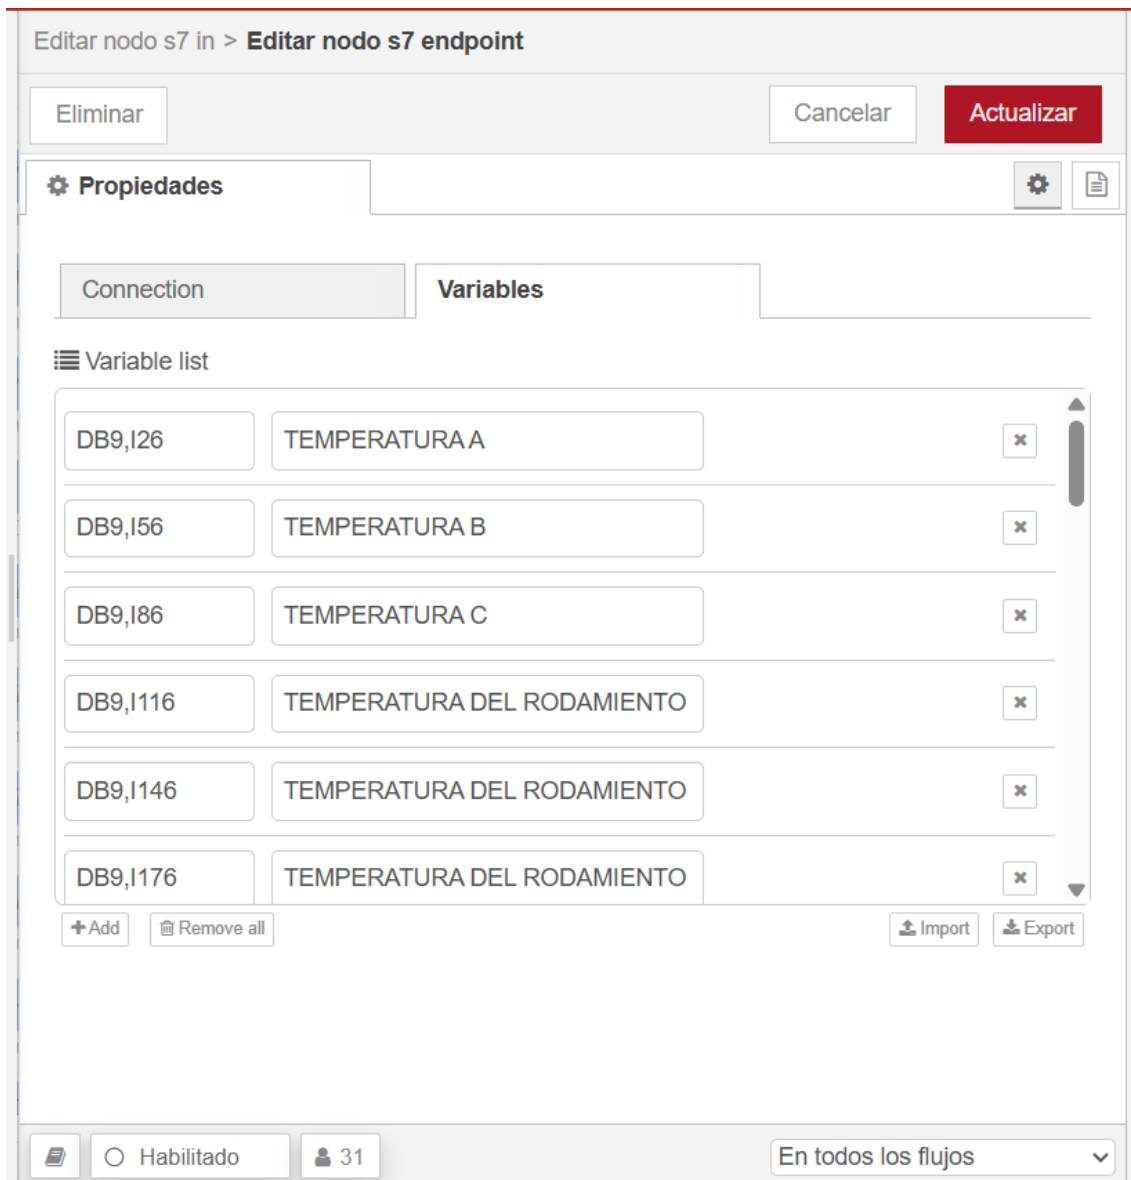 Editar nodo s7 in > Editar nodo s7 endpoint
Eliminar
Cancelar
Actualizar
Propiedades
Connection
Variables
Variable list
DB9,I26
TEMPERATURA A
DB9,I56
TEMPERATURA B
DB9,I86
TEMPERATURA C
DB9,I116
TEMPERATURA DEL RODAMIENTO
DB9,I146
TEMPERATURA DEL RODAMIENTO
DB9,I176
TEMPERATURA DEL RODAMIENTO
+Add
Remove all
Import
Export
Habilitado
31
En todos los flujos